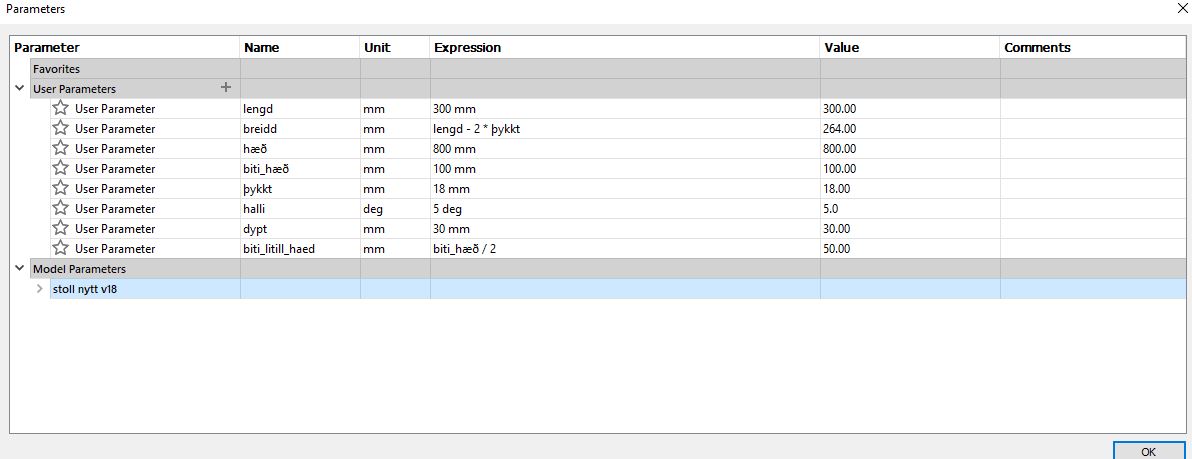 Parameters
Parameter Name Unit Expression Value Comments
Favorites
User Parameters +
User Parameter lengd mm 300 mm 300.00
User Parameter breidd mm lengd - 2 * þykkt 264.00
User Parameter hæð mm 800 mm 800.00
User Parameter biti_hæð mm 100 mm 100.00
User Parameter þykkt mm 18 mm 18.00
User Parameter halli deg 5 deg 5.0
User Parameter dypt mm 30 mm 30.00
User Parameter biti_litill_haed mm biti_hæð / 2 50.00
Model Parameters
stoll nytt v18
OK